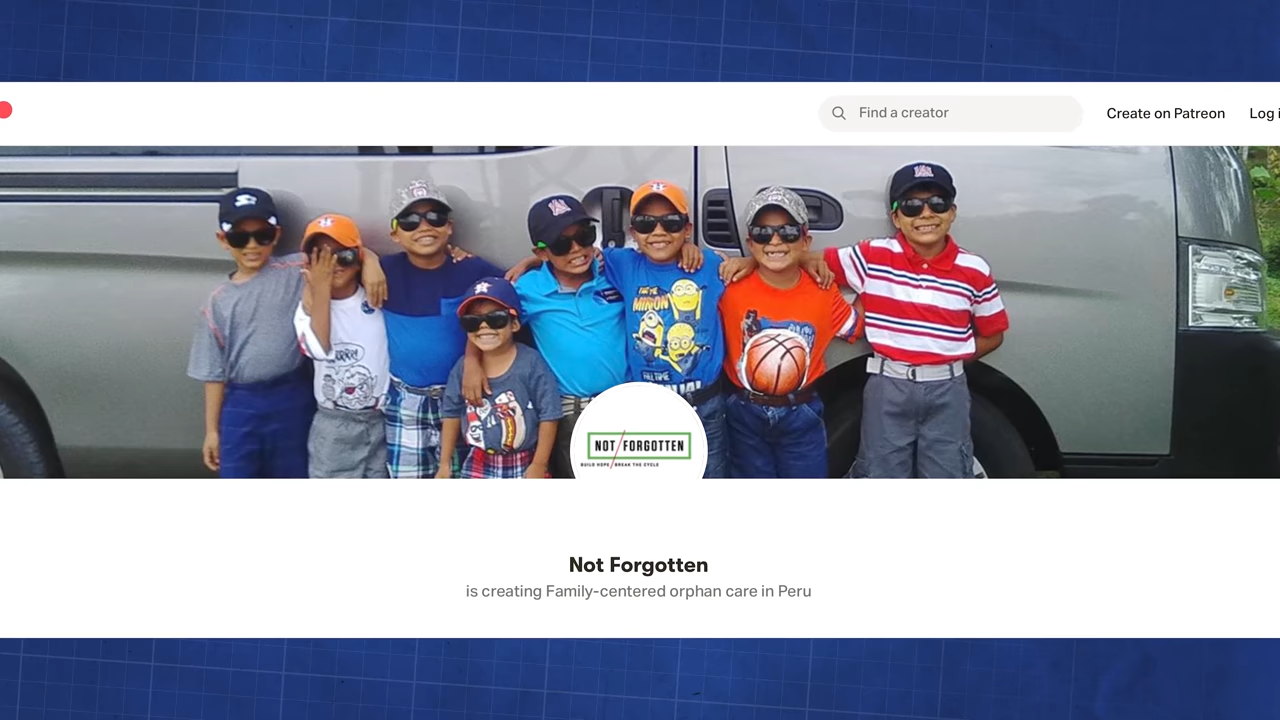 Find a creator
Create on Patreon
Log i
MINION
NOT FORGOTTEN
BUILD HOPE BREAK THE CYCLE
Not Forgotten
is creating Family-centered orphan care in Peru